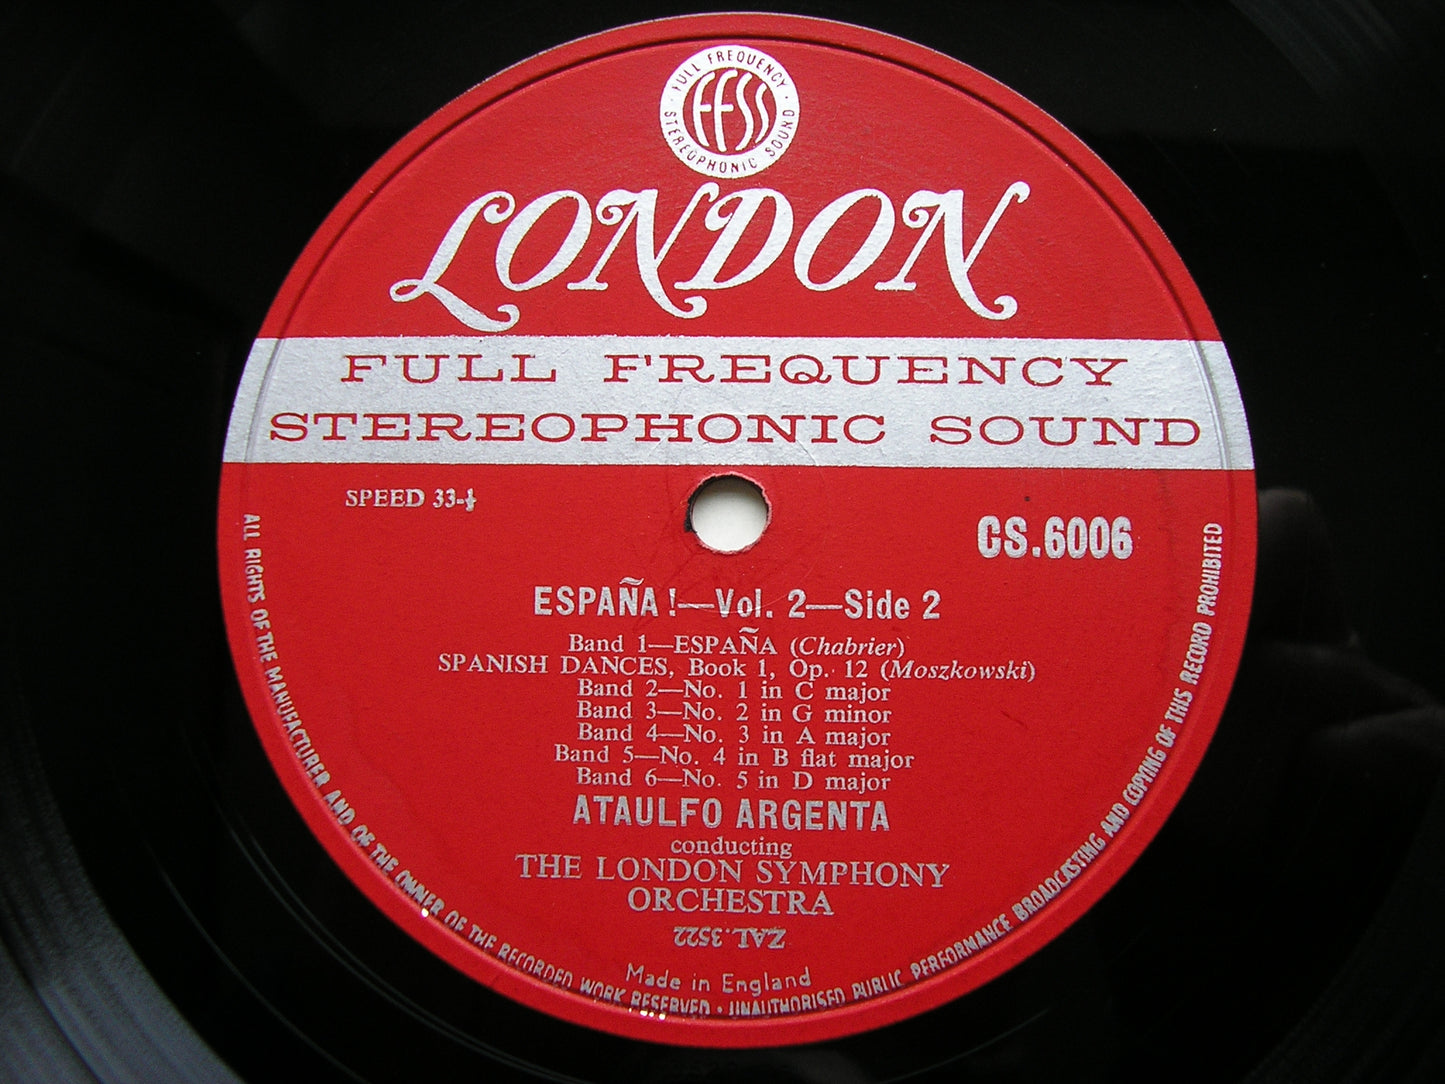 FULL FREQUENCY
FFSS
STEREOPHONIC SOUND
LONDON
FULL FREQUENCY
STEREOPHONIC SOUND
SPEED 33-⅓
CS.6006
ESPAÑA!—Vol. 2—Side 2
Band 1—ESPAÑA (Chabrier)
SPANISH DANCES, Book 1, Op. 12 (Moszkowski)
Band 2—No. 1 in C major
Band 3—No. 2 in G minor
Band 4—No. 3 in A major
Band 5—No. 4 in B flat major
Band 6—No. 5 in D major
ATAULFO ARGENTA
conducting
THE LONDON SYMPHONY
ORCHESTRA
ZAL.3522
Made in England
ALL RIGHTS OF THE MANUFACTURER AND OF THE OWNER OF THE RECORDED WORK RESERVED · UNAUTHORISED PUBLIC PERFORMANCE BROADCASTING AND COPYING OF THIS RECORD PROHIBITED